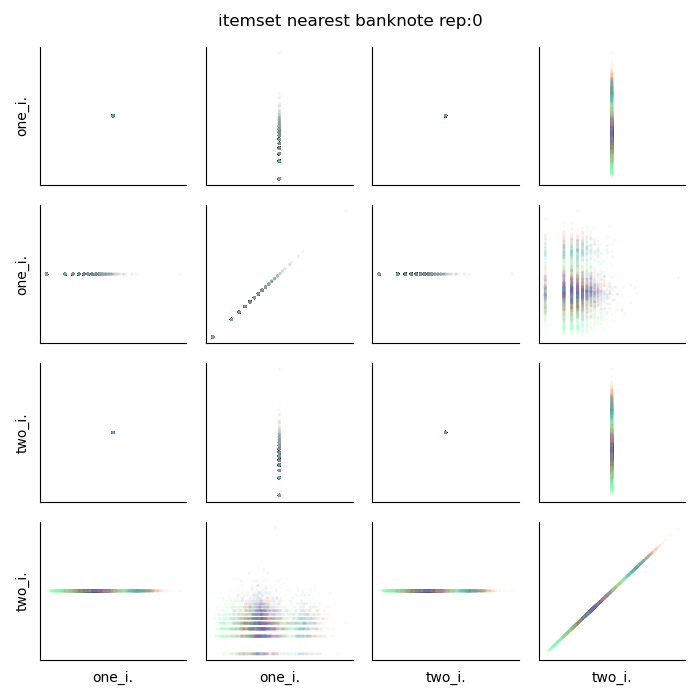 itemset nearest banknote rep:0
one_i.
one_i.
two_i.
two_i.
one_i.
one_i.
two_i.
two_i.